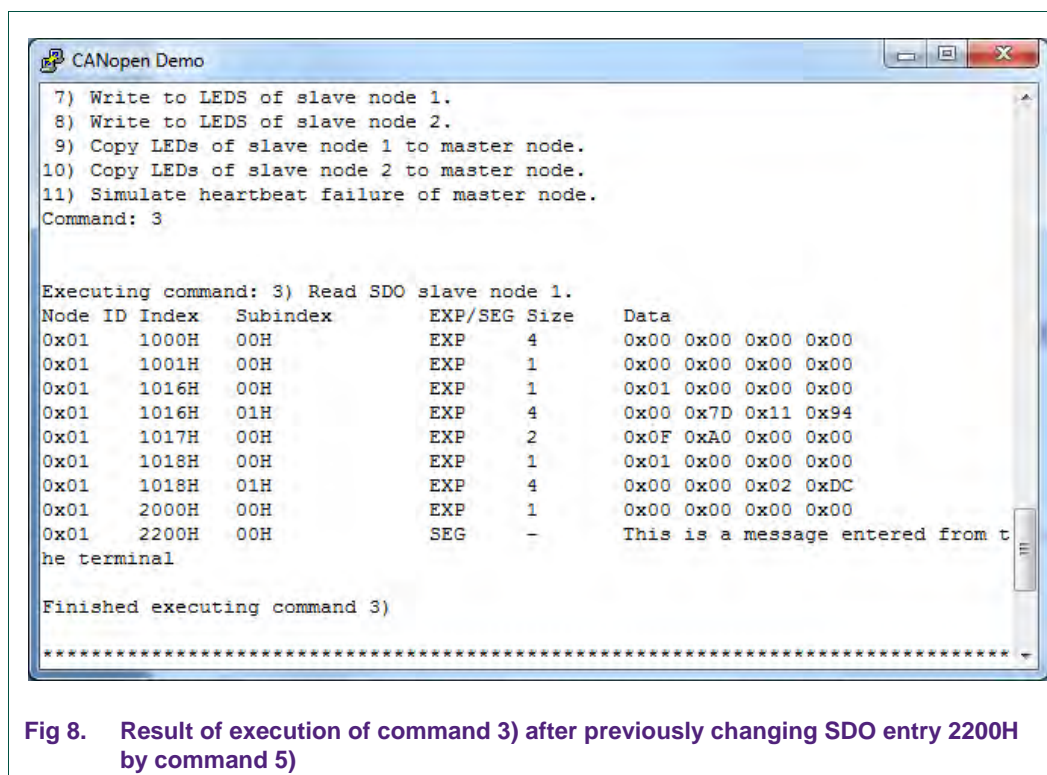 CANopen Demo
7) Write to LEDS of slave node 1.
8) Write to LEDS of slave node 2.
9) Copy LEDs of slave node 1 to master node.
10) Copy LEDs of slave node 2 to master node.
11) Simulate heartbeat failure of master node.
Command: 3
Executing command: 3) Read SDO slave node 1.
Node ID Index Subindex EXP/SEG Size Data
0x01 1000H 00H EXP 4 0x00 0x00 0x00 0x00
0x01 1001H 00H EXP 1 0x00 0x00 0x00 0x00
0x01 1016H 00H EXP 1 0x01 0x00 0x00 0x00
0x01 1016H 01H EXP 4 0x00 0x7D 0x11 0x94
0x01 1017H 00H EXP 2 0x0F 0xA0 0x00 0x00
0x01 1018H 00H EXP 1 0x01 0x00 0x00 0x00
0x01 1018H 01H EXP 4 0x00 0x00 0x02 0xDC
0x01 2000H 00H EXP 1 0x00 0x00 0x00 0x00
0x01 2200H 00H SEG - This is a message entered from t
he terminal
Finished executing command 3)
********************************************************************************
Fig 8. Result of execution of command 3) after previously changing SDO entry 2200H
by command 5)